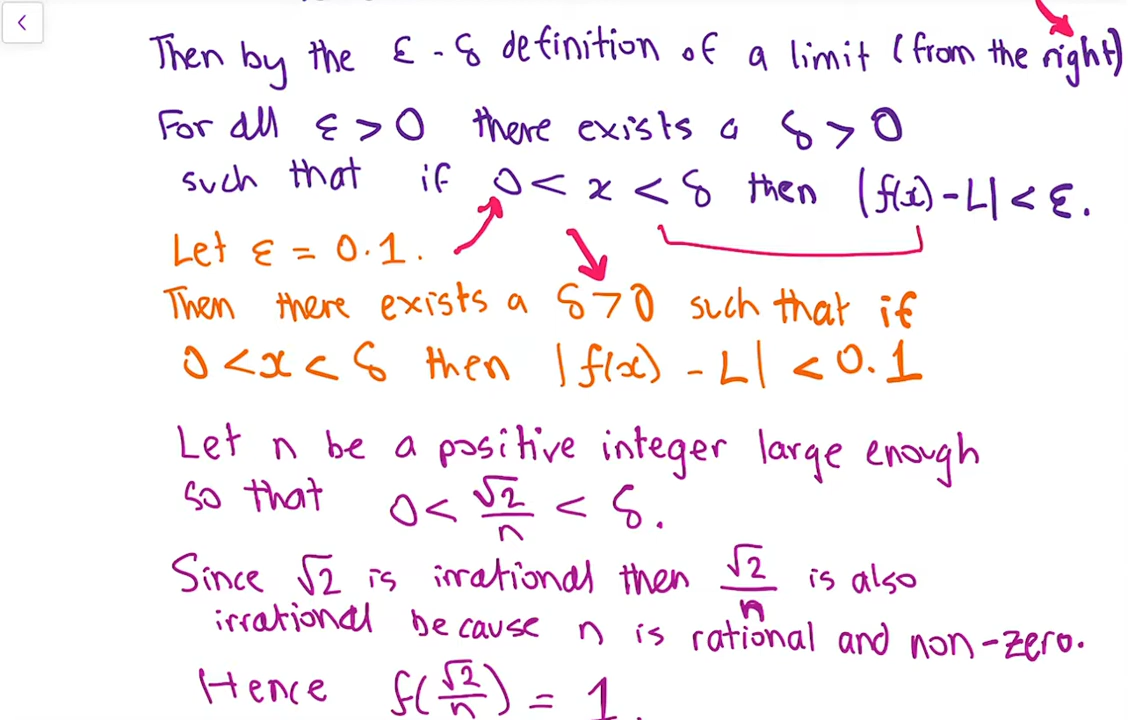 Then by the ε-δ definition of a limit (from the right)
For all ε > 0 there exists a δ > 0
such that if 0 < x < δ then |f(x) - L| < ε.
Let ε = 0.1.
Then there exists a δ > 0 such that if
0 < x < δ then |f(x) - L| < 0.1
Let n be a positive integer large enough
so that 0 < √2/n < δ.
Since √2 is irrational then √2/n is also
irrational because n is rational and non-zero.
Hence f(√2/n) = 1.